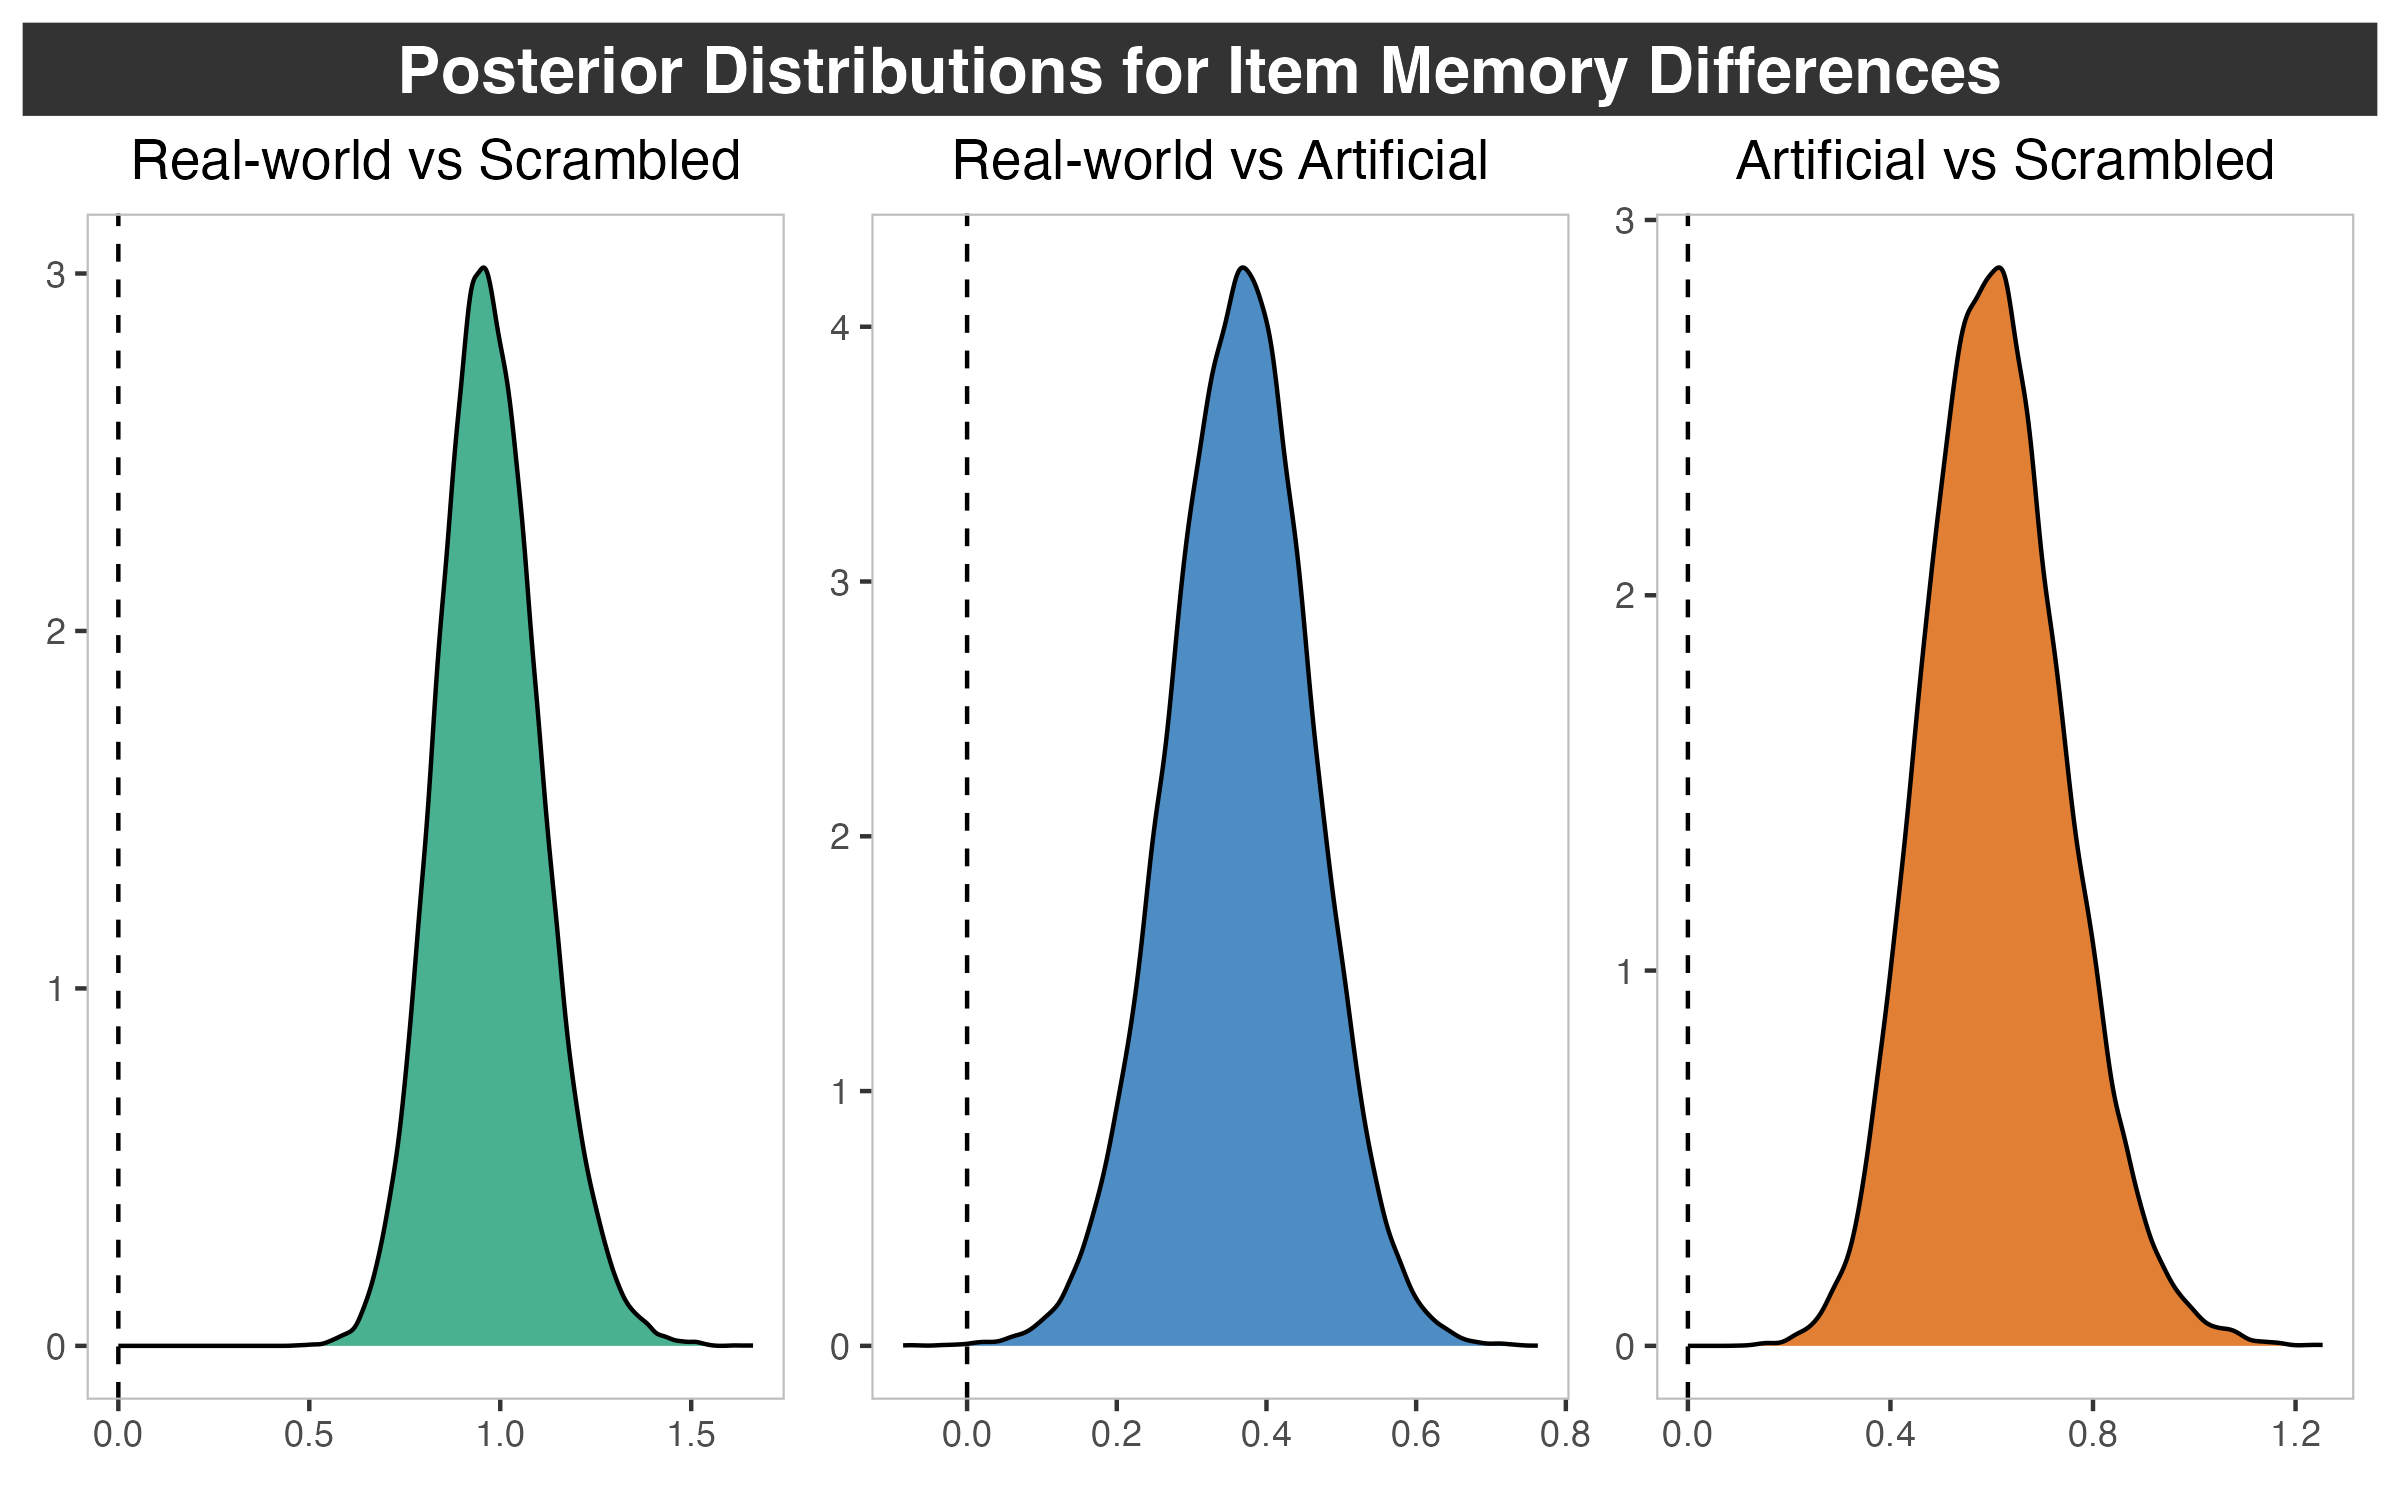 Posterior Distributions for Item Memory Differences
Real-world vs Scrambled
Real-world vs Artificial
Artificial vs Scrambled
3
2
1
0
0.0 0.5 1.0 1.5
4
3
2
1
0
0.0 0.2 0.4 0.6 0.8
3
2
1
0
0.0 0.4 0.8 1.2